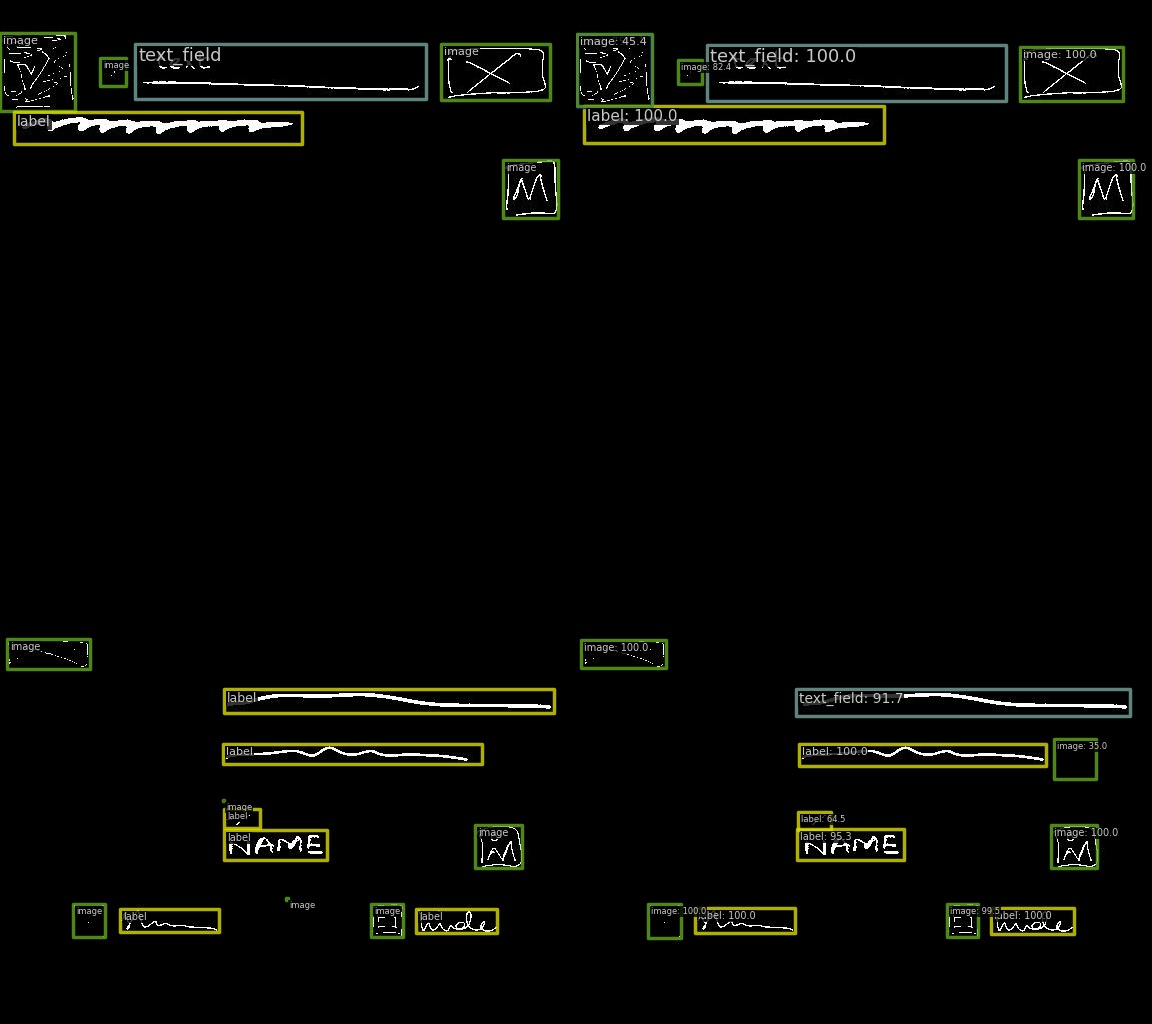 image text_field image image: 45.4 image: 82.4 text_field: 100.0 image: 100.0
label label: 100.0
image image: 100.0
image image: 100.0
label text_field: 91.7
label label: 100.0 image: 35.0
image
label label: 64.5
label NAME image M label: 95.3 NAME image: 100.0 M
image label image image label image: 100.0 label: 100.0 image: 99.5 label: 100.0